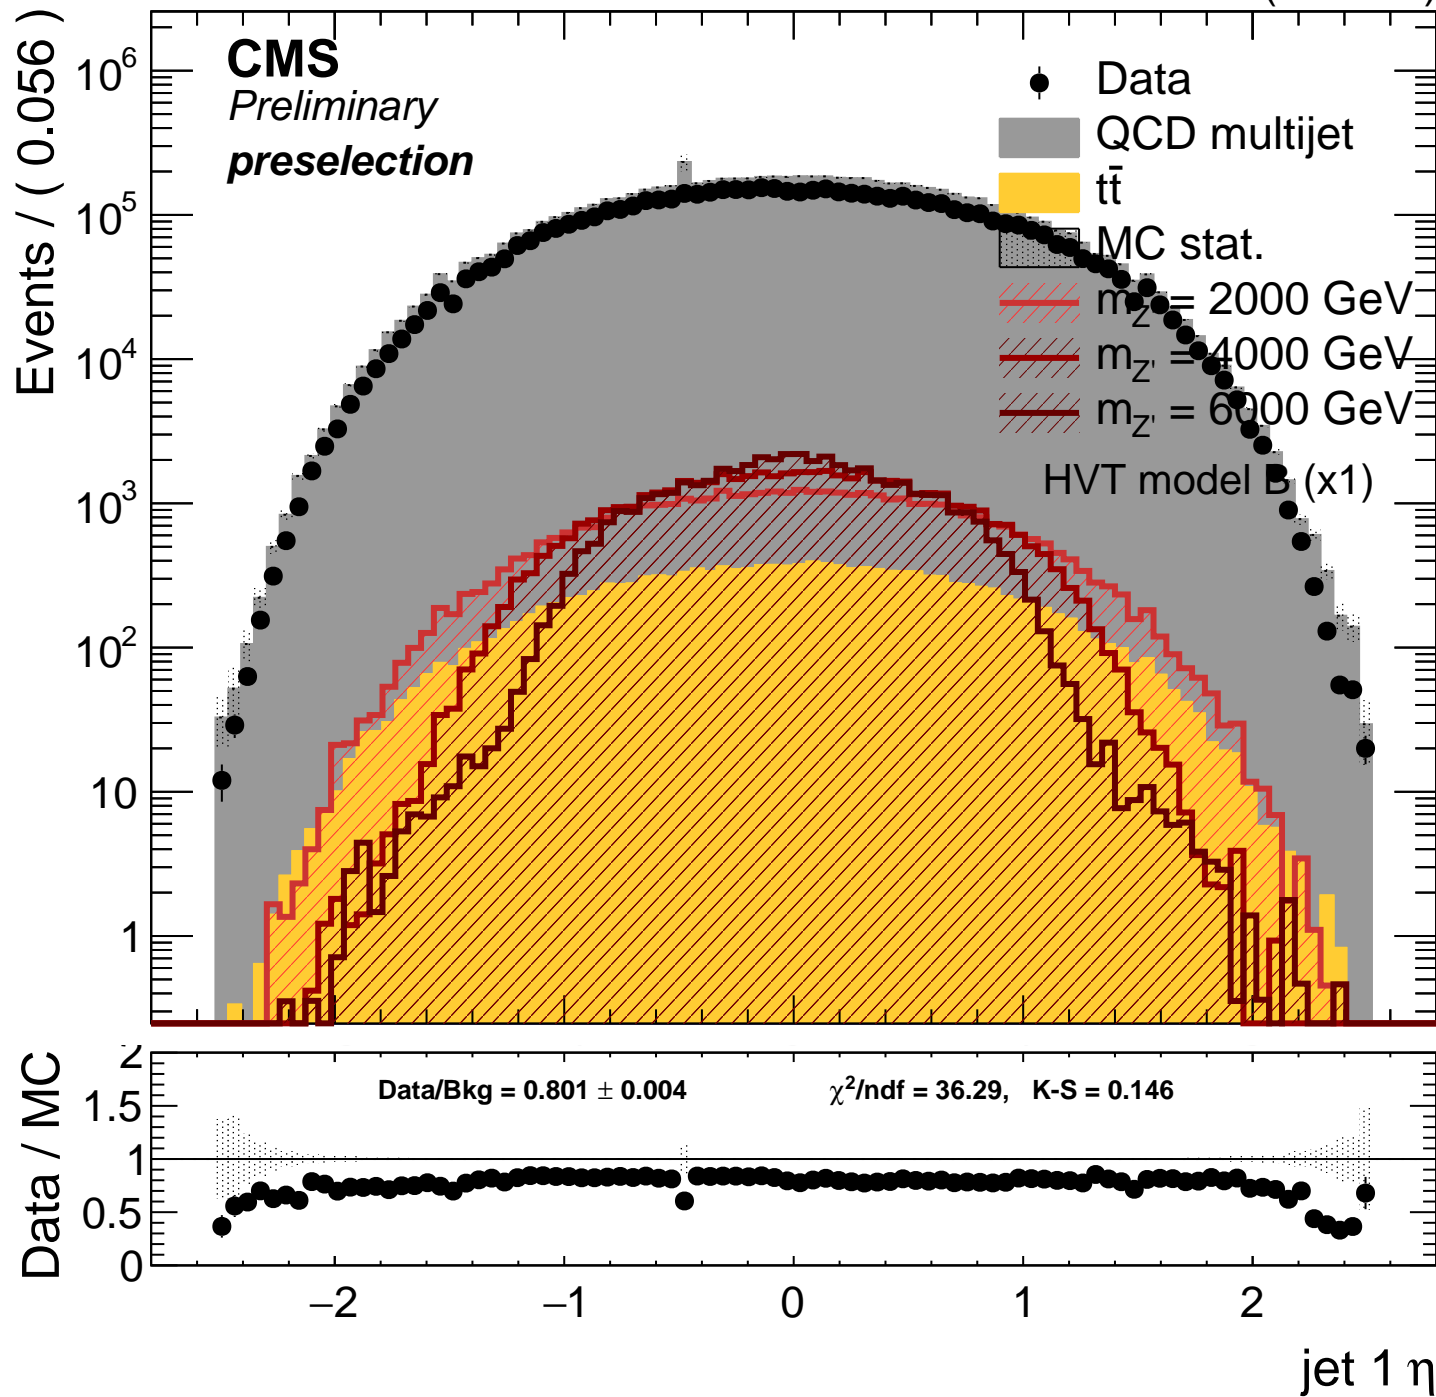 CMS
Preliminary
preselection
Data
QCD multijet
tt̄
MC stat.
m_Z' = 2000 GeV
m_Z' = 4000 GeV
m_Z' = 6000 GeV
HVT model B (x1)
Events / ( 0.056 )
10^6
10^5
10^4
10^3
10^2
10
1
Data/Bkg = 0.801 ± 0.004
χ²/ndf = 36.29, K-S = 0.146
Data / MC
2
1.5
1
0.5
0
−2 −1 0 1 2
jet 1 η